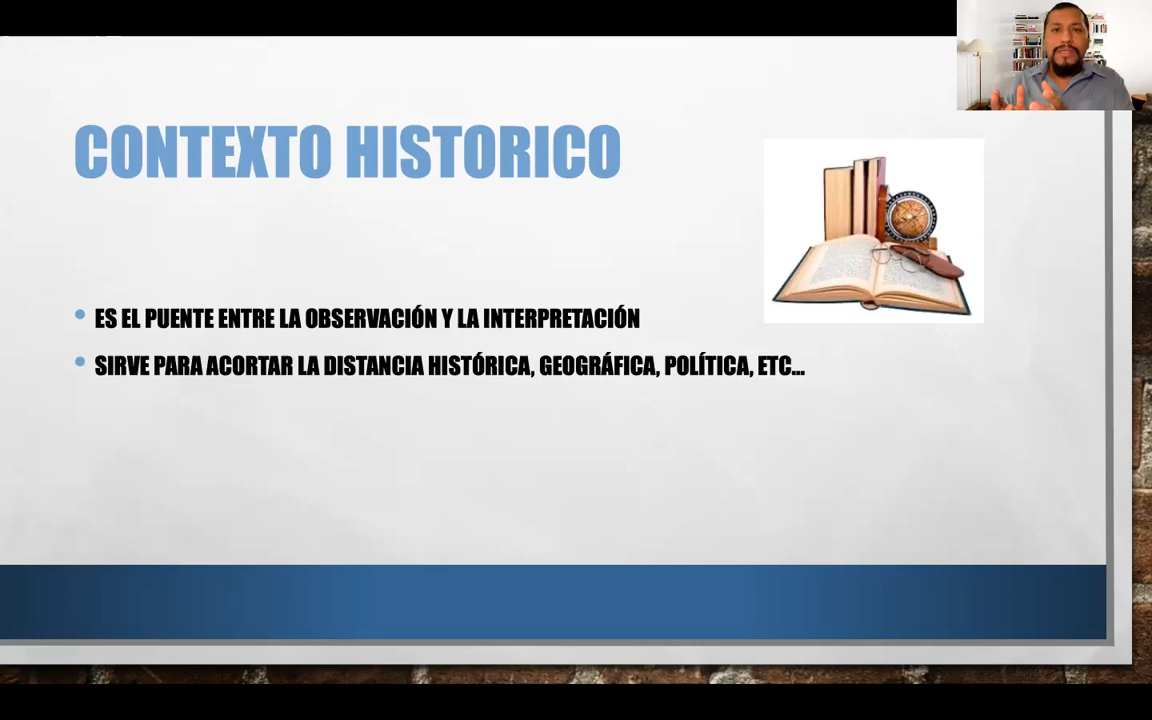 CONTEXTO HISTORICO
• ES EL PUENTE ENTRE LA OBSERVACIÓN Y LA INTERPRETACIÓN
• SIRVE PARA ACORTAR LA DISTANCIA HISTÓRICA, GEOGRÁFICA, POLÍTICA, ETC...